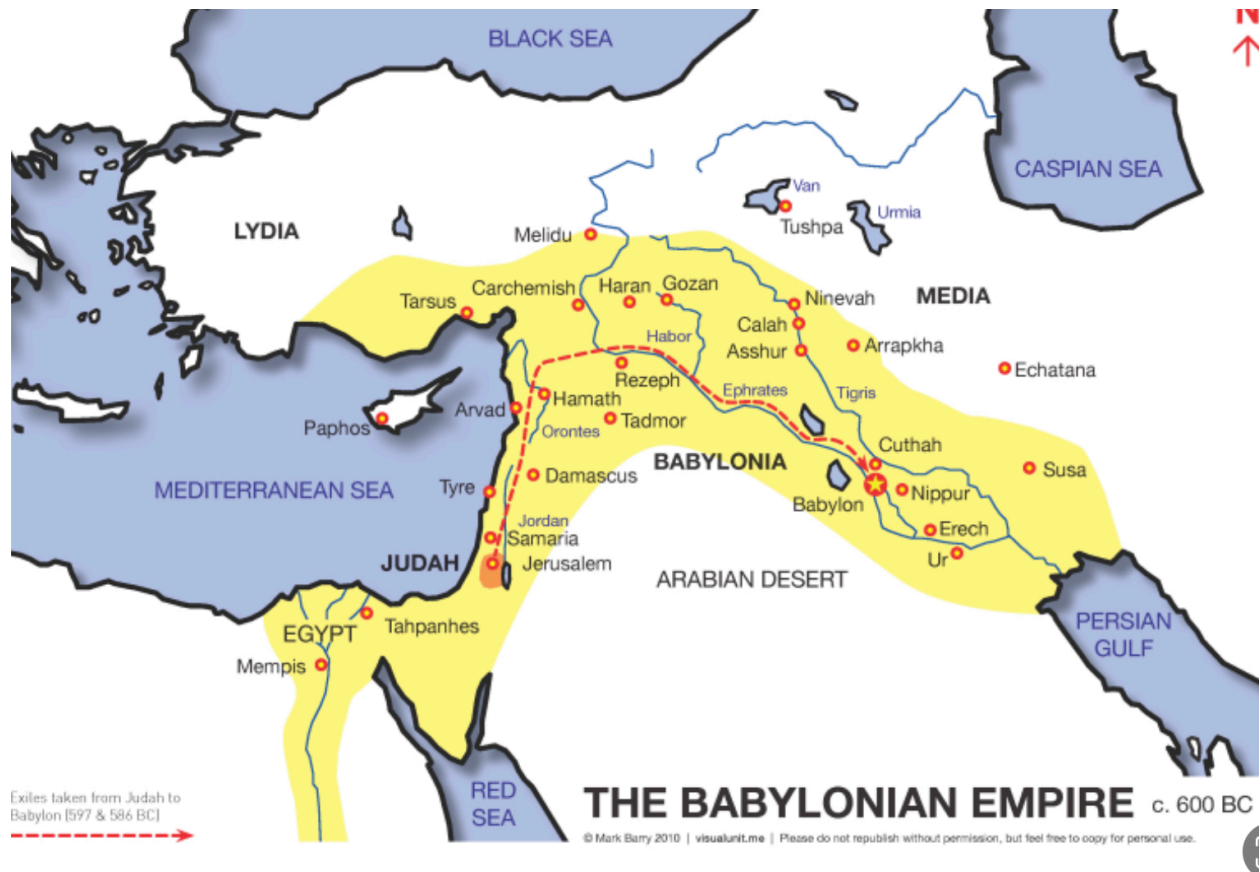 N
BLACK SEA
CASPIAN SEA
Van
Urmia
Tushpa
LYDIA
Melidu
MEDIA
Carchemish
Haran
Gozan
Tarsus
Ninevah
Calah
Asshur
Arrapkha
Habor
Echatana
Rezeph
Ephrates
Tigris
Hamath
Arvad
Tadmor
Paphos
Orontes
Cuthah
BABYLONIA
Susa
Damascus
MEDITERRANEAN SEA
Tyre
Nippur
Babylon
Jordan
Samaria
Erech
JUDAH
Jerusalem
Ur
ARABIAN DESERT
EGYPT
Tahpanhes
PERSIAN
GULF
Mempis
RED
SEA
Exiles taken from Judah to
Babylon (597 & 586 BC)
THE BABYLONIAN EMPIRE c. 600 BC
© Mark Barry 2010 | visualunit.me | Please do not republish without permission, but feel free to copy for personal use.